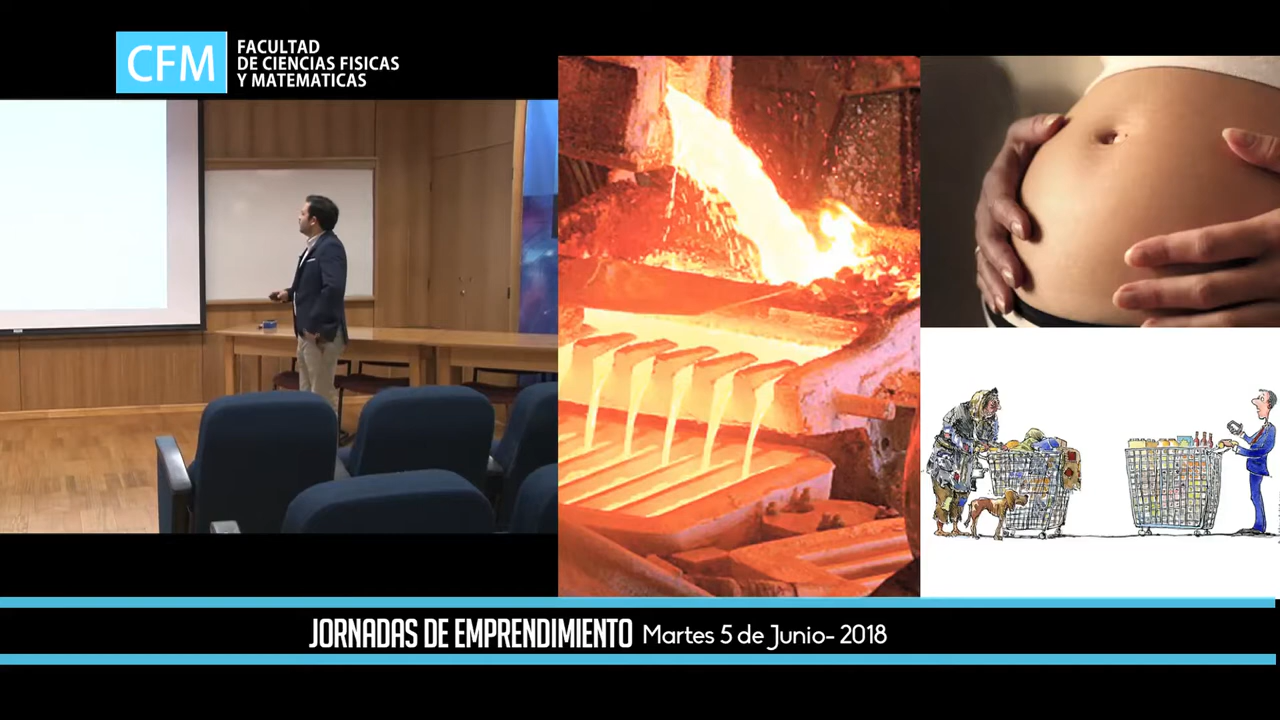 CFM
FACULTAD
DE CIENCIAS FISICAS
Y MATEMATICAS
JORNADAS DE EMPRENDIMIENTO Martes 5 de Junio- 2018